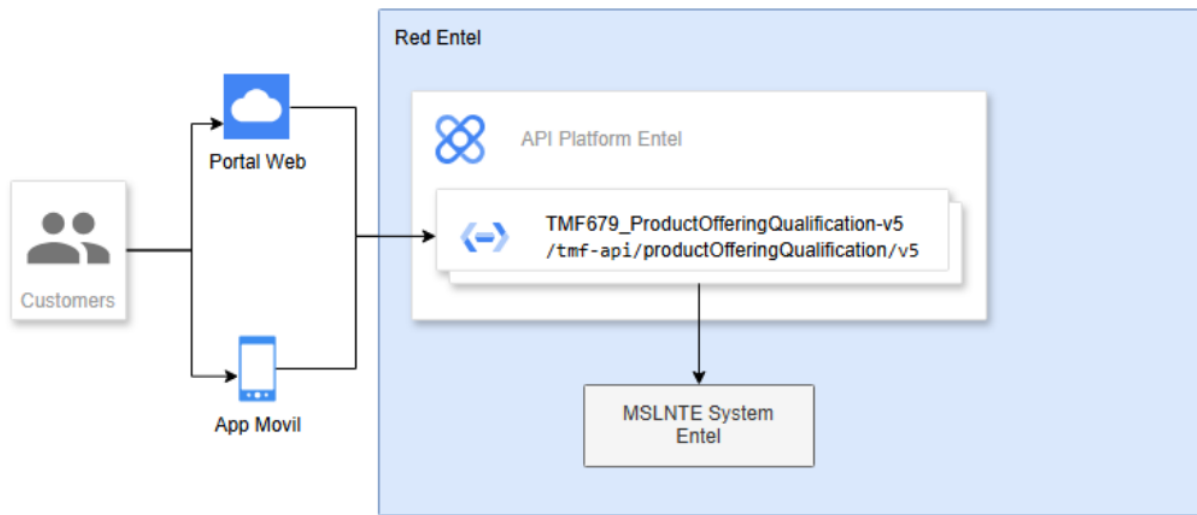 Red Entel
API Platform Entel
Portal Web
TMF679_ProductOfferingQualification-v5
/tmf-api/productOfferingQualification/v5
Customers
App Movil
MSLNTE System
Entel